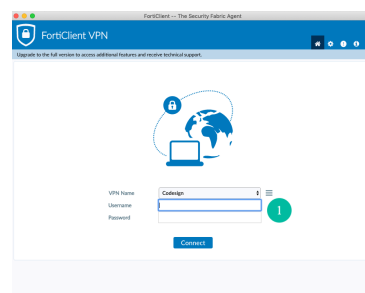 FortiClient -- The Security Fabric Agent
FortiClient VPN
Upgrade to the full version to access additional features and receive technical support.
VPN Name Codesign
Username
1
Password
Connect